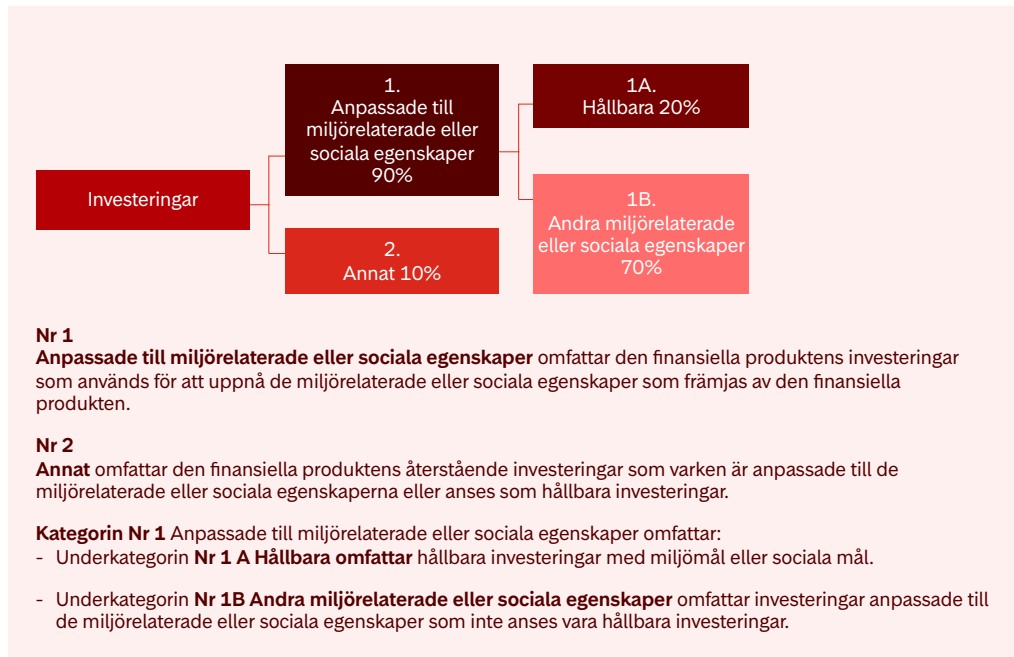 Investeringar
1.
Anpassade till
miljörelaterade eller
sociala egenskaper
90%
2.
Annat 10%
1A.
Hållbara 20%
1B.
Andra miljörelaterade
eller sociala egenskaper
70%
Nr 1
Anpassade till miljörelaterade eller sociala egenskaper omfattar den finansiella produktens investeringar
som används för att uppnå de miljörelaterade eller sociala egenskaper som främjas av den finansiella
produkten.
Nr 2
Annat omfattar den finansiella produktens återstående investeringar som varken är anpassade till de
miljörelaterade eller sociala egenskaperna eller anses som hållbara investeringar.
Kategorin Nr 1 Anpassade till miljörelaterade eller sociala egenskaper omfattar:
- Underkategorin Nr 1 A Hållbara omfattar hållbara investeringar med miljömål eller sociala mål.
- Underkategorin Nr 1B Andra miljörelaterade eller sociala egenskaper omfattar investeringar anpassade till
de miljörelaterade eller sociala egenskaper som inte anses vara hållbara investeringar.